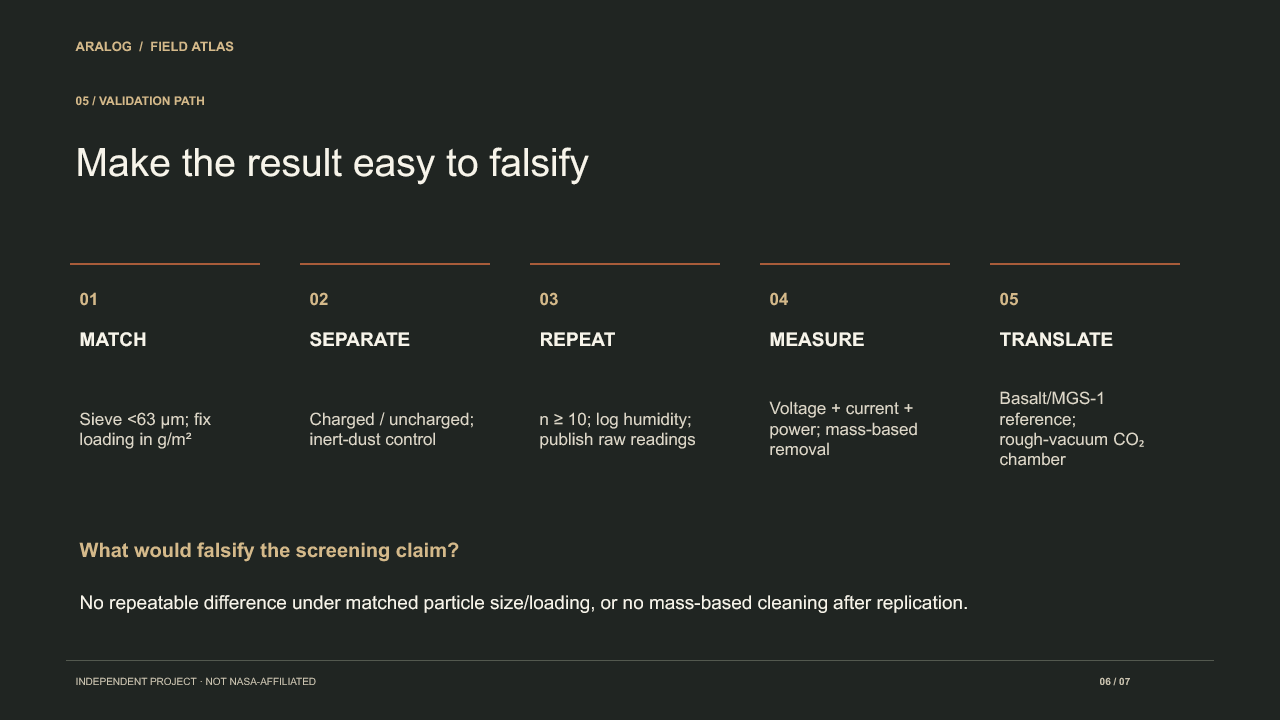 ARALOG / FIELD ATLAS
05 / VALIDATION PATH
Make the result easy to falsify
01
MATCH
Sieve <63 µm; fix
loading in g/m²
02
SEPARATE
Charged / uncharged;
inert-dust control
03
REPEAT
n ≥ 10; log humidity;
publish raw readings
04
MEASURE
Voltage + current +
power; mass-based
removal
05
TRANSLATE
Basalt/MGS-1
reference;
rough-vacuum CO₂
chamber
What would falsify the screening claim?
No repeatable difference under matched particle size/loading, or no mass-based cleaning after replication.
INDEPENDENT PROJECT · NOT NASA-AFFILIATED
06 / 07